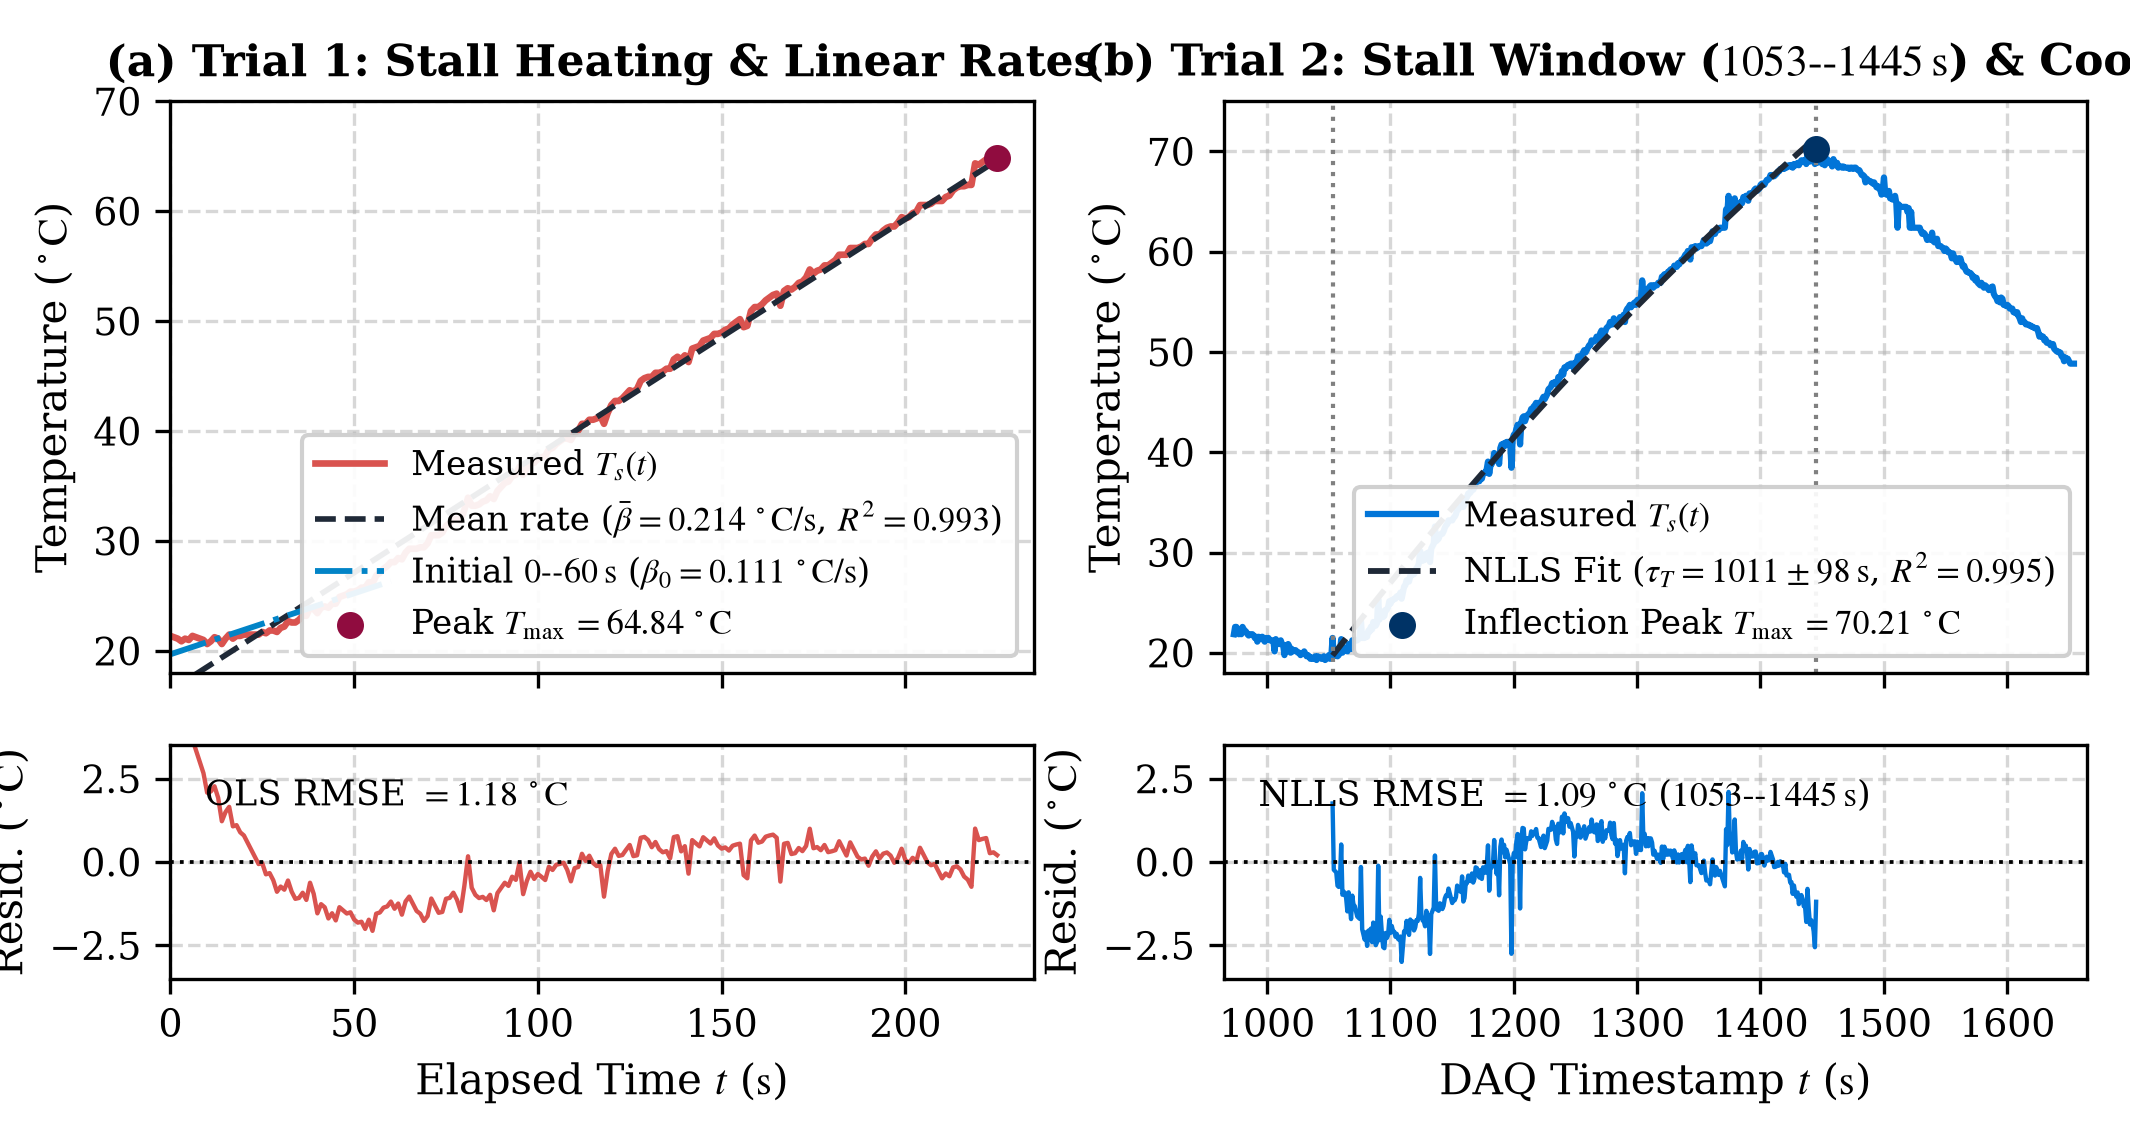 (a) Trial 1: Stall Heating & Linear Rates
(b) Trial 2: Stall Window (1053--1445 s) & Coo
Temperature (°C)
70
60
50
40
30
20
Measured Tₛ(t)
Mean rate (β̄ = 0.214 °C/s, R² = 0.993)
Initial 0--60 s (β₀ = 0.111 °C/s)
Peak Tmax = 64.84 °C
Temperature (°C)
70
60
50
40
30
20
Measured Tₛ(t)
NLLS Fit (τ_T = 1011 ± 98 s, R² = 0.995)
Inflection Peak Tmax = 70.21 °C
Resid. (°C)
2.5
0.0
−2.5
OLS RMSE = 1.18 °C
0 50 100 150 200
Elapsed Time t (s)
Resid. (°C)
2.5
0.0
−2.5
NLLS RMSE = 1.09 °C (1053--1445 s)
1000 1100 1200 1300 1400 1500 1600
DAQ Timestamp t (s)